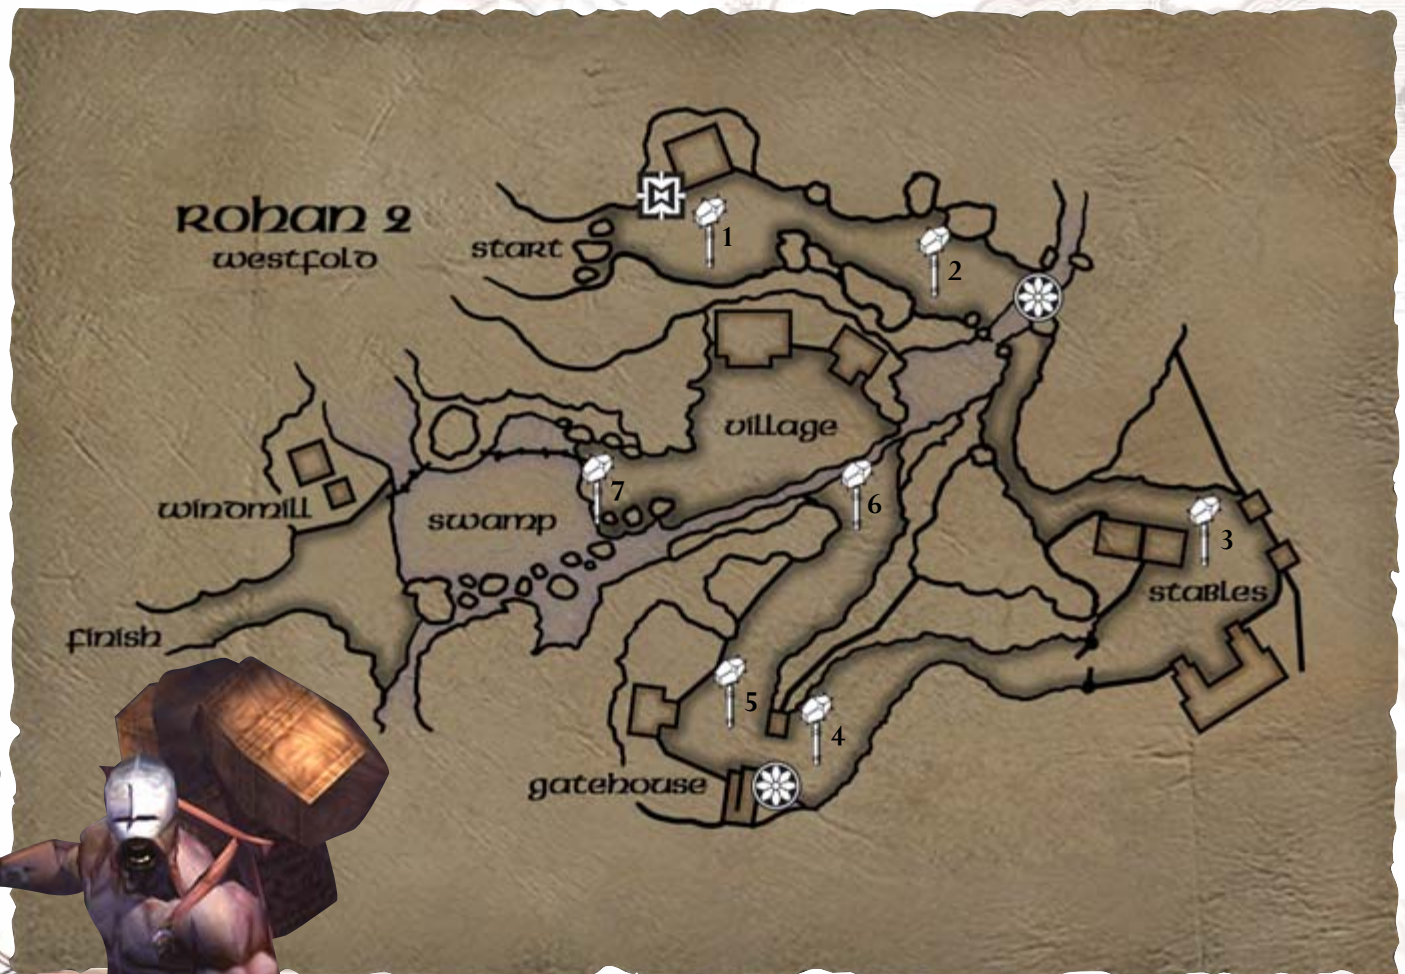 Rohan 2
westfold
start
1
2
village
windmill
swamp
7
6
3
stables
finish
5
4
gatehouse